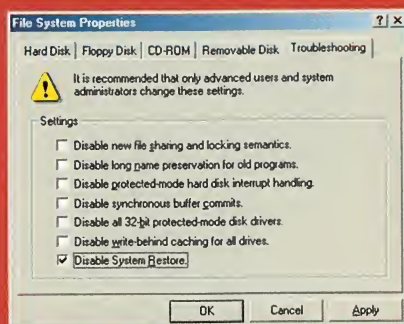 File System Properties
Hard Disk Floppy Disk CD-ROM Removable Disk Troubleshooting
It is recommended that only advanced users and system
administrators change these settings.
Settings
Disable new file sharing and locking semantics.
Disable long name preservation for old programs.
Disable protected-mode hard disk interrupt handling.
Disable synchronous buffer commits.
Disable all 32-bit protected-mode disk drivers.
Disable write-behind caching for all drives.
Disable System Restore.
OK Cancel Apply